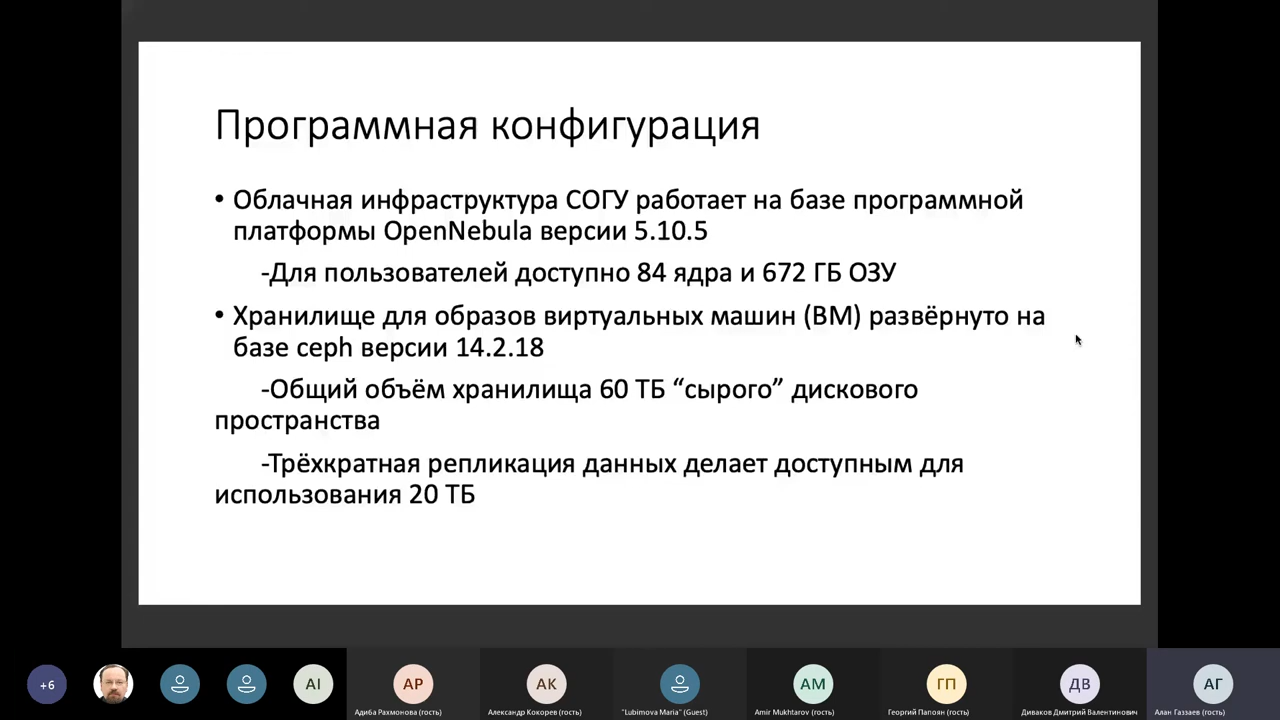 Программная конфигурация
• Облачная инфраструктура СОГУ работает на базе программной
платформы OpenNebula версии 5.10.5
-Для пользователей доступно 84 ядра и 672 ГБ ОЗУ
• Хранилище для образов виртуальных машин (ВМ) развёрнуто на
базе ceph версии 14.2.18
-Общий объём хранилища 60 ТБ “сырого” дискового
пространства
-Трёхкратная репликация данных делает доступным для
использования 20 ТБ
+6
AI
АР
АК
AM
ГП
ДВ
АГ
Адиба Рахмонова (гость)
Александр Кокорев (гость)
"Lubimova Maria" (Guest)
Amir Mukhtarov (гость)
Георгий Папоян (гость)
Диваков Дмитрий Валентинович
Алан Газзаев (гость)